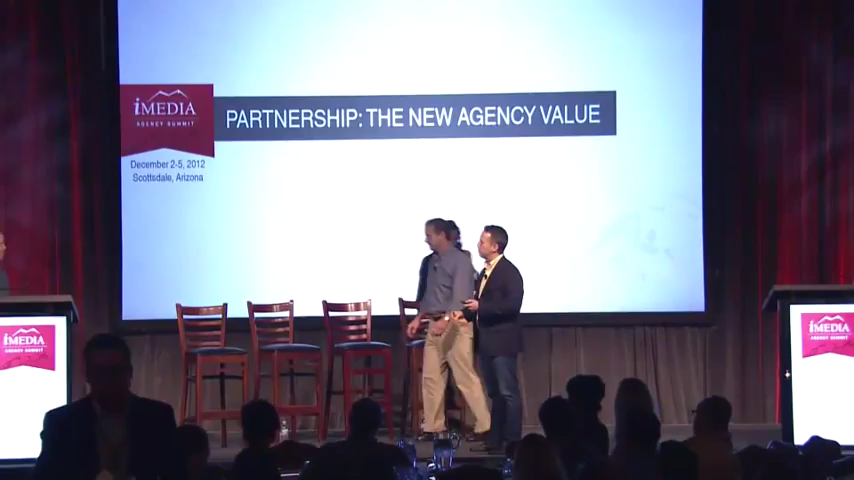 iMEDIA
AGENCY SUMMIT
PARTNERSHIP: THE NEW AGENCY VALUE
December 2-5, 2012
Scottsdale, Arizona
iMEDIA
AGENCY SUMMIT
iMEDIA
AGENCY SUMMIT